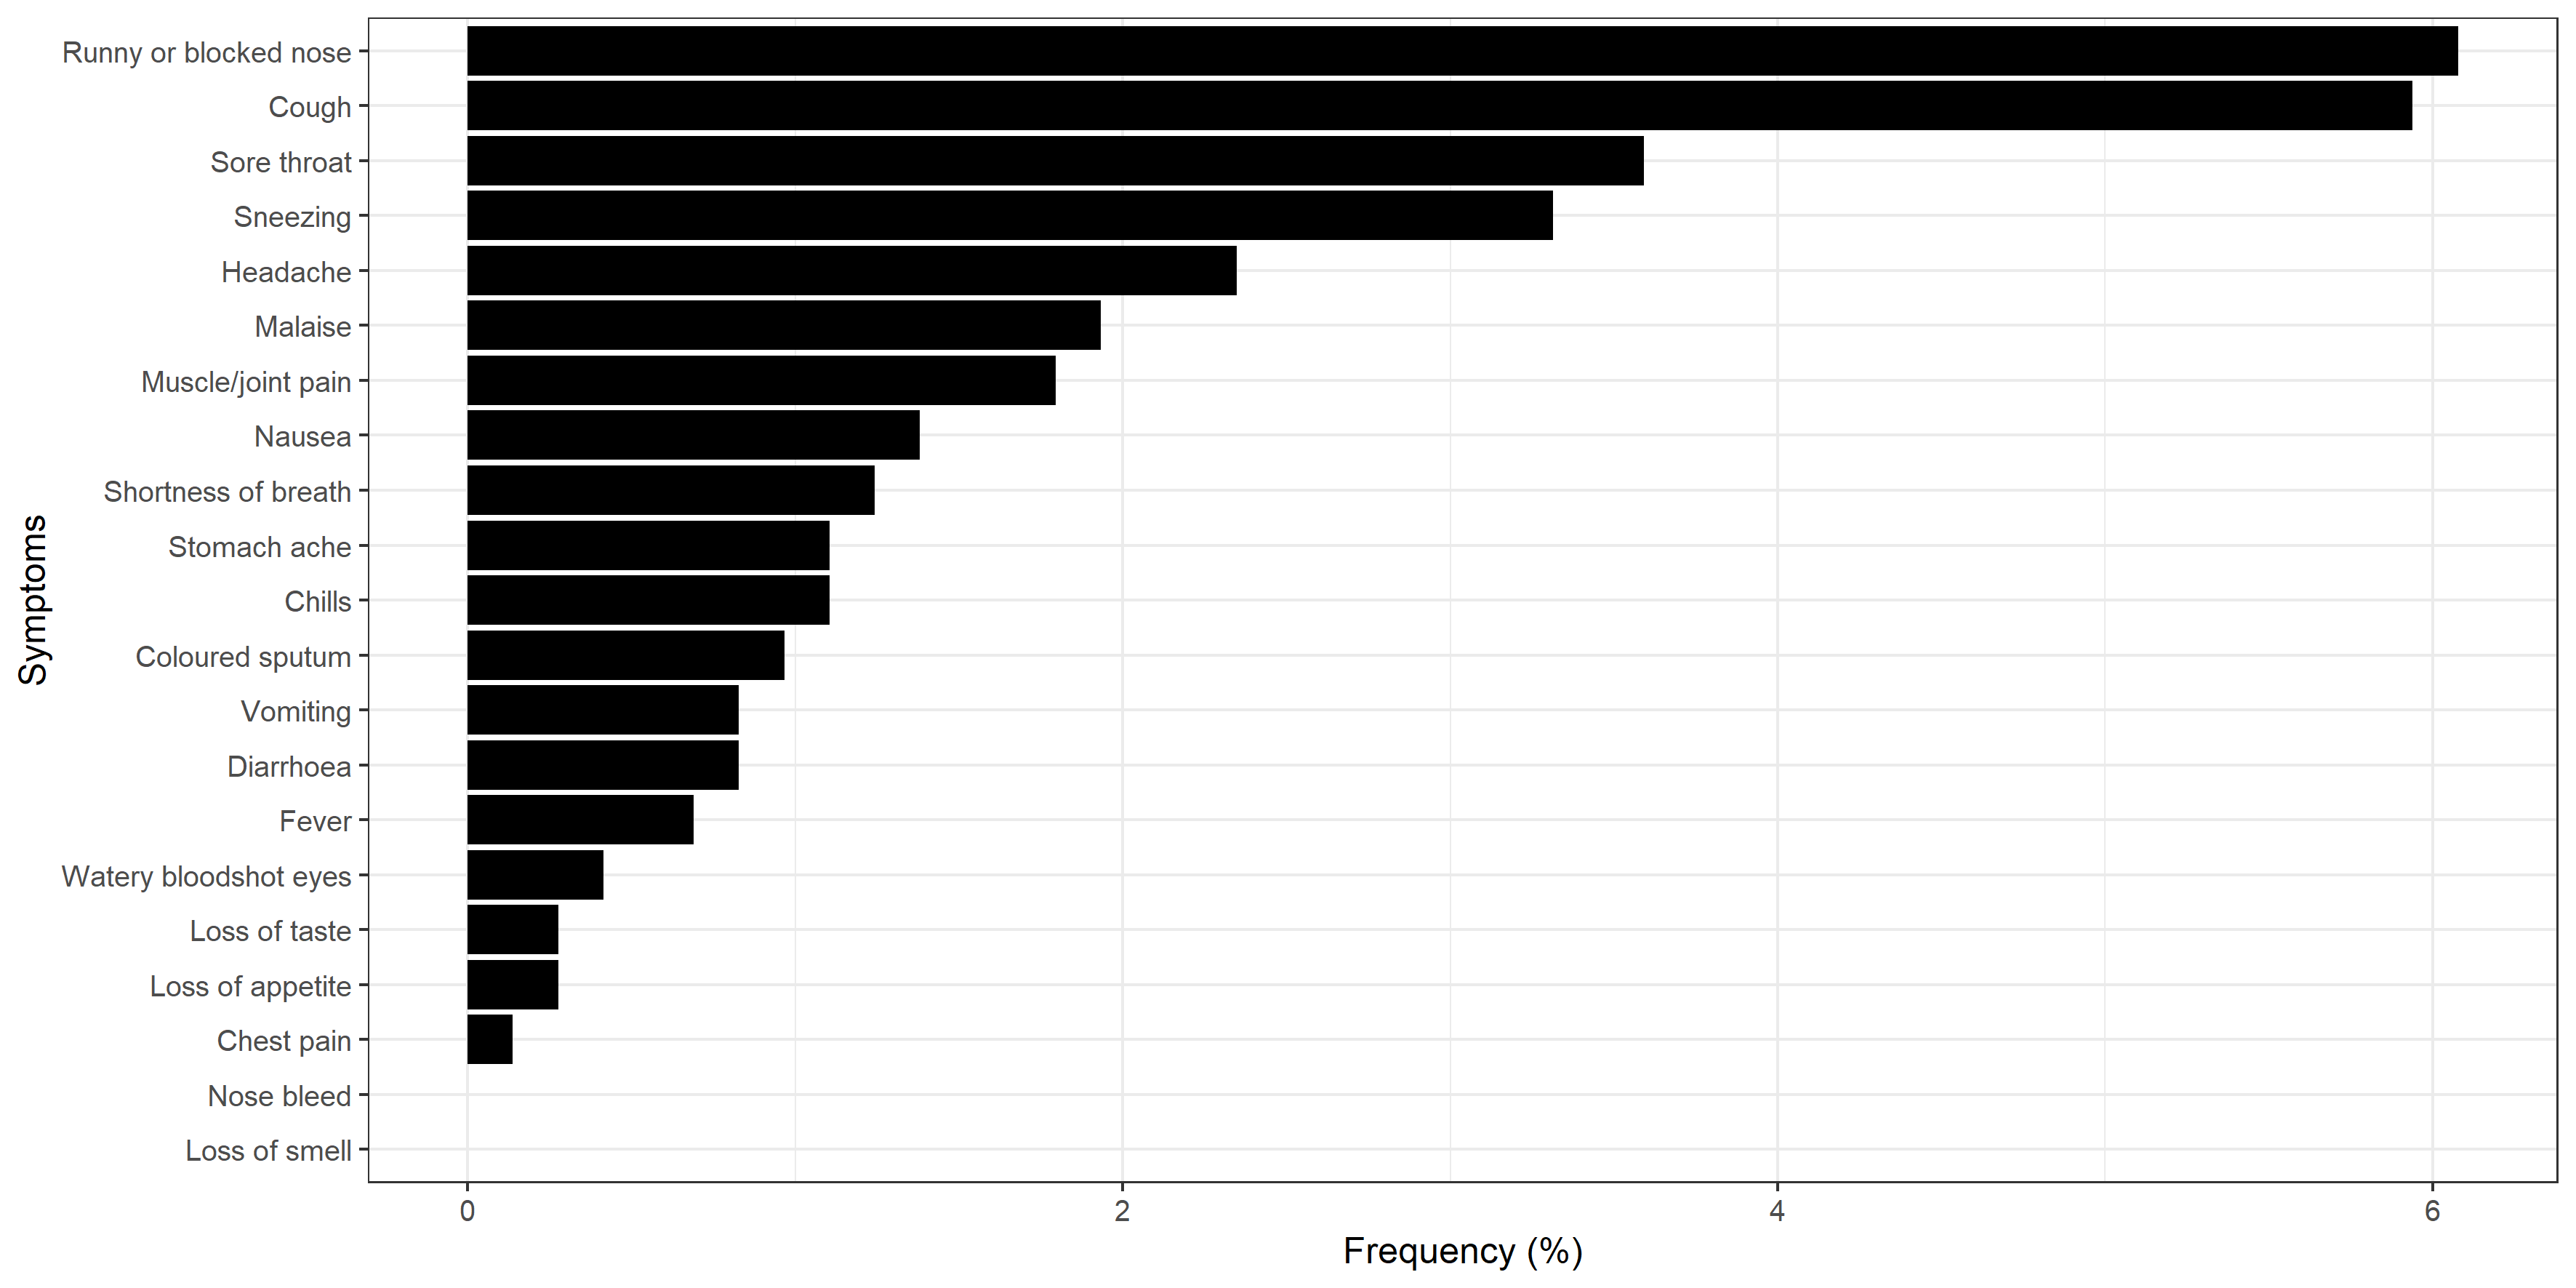 Runny or blocked nose
Cough
Sore throat
Sneezing
Headache
Malaise
Muscle/joint pain
Nausea
Shortness of breath
Stomach ache
Chills
Coloured sputum
Vomiting
Diarrhoea
Fever
Watery bloodshot eyes
Loss of taste
Loss of appetite
Chest pain
Nose bleed
Loss of smell
Symptoms
0 2 4 6
Frequency (%)